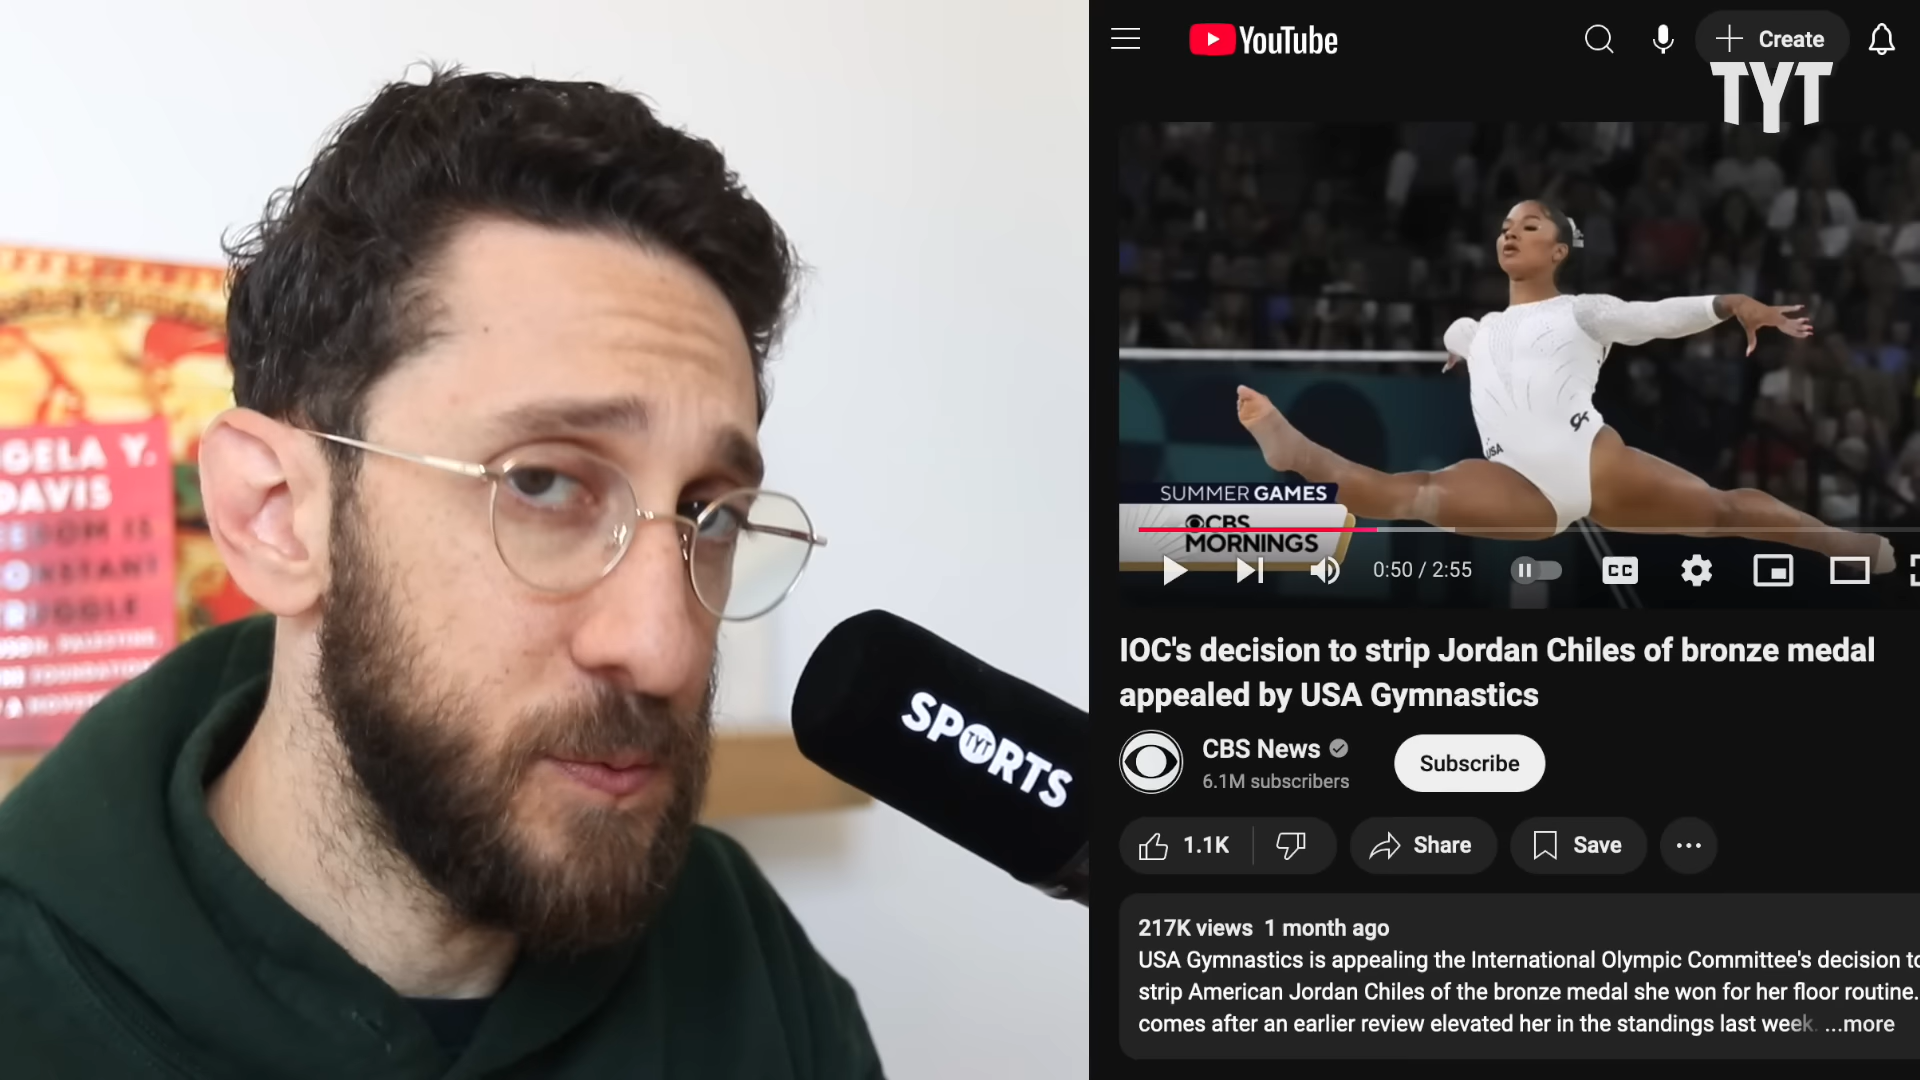 GELA Y.
DAVIS
SPORTS
TYT
YouTube
Create
TYT
USA
GK
SUMMER GAMES
CBS
MORNINGS
0:50 / 2:55
CC
IOC's decision to strip Jordan Chiles of bronze medal
appealed by USA Gymnastics
CBS News
6.1M subscribers
Subscribe
1.1K
Share
Save
217K views 1 month ago
USA Gymnastics is appealing the International Olympic Committee's decision to
strip American Jordan Chiles of the bronze medal she won for her floor routine.
comes after an earlier review elevated her in the standings last week. ...more